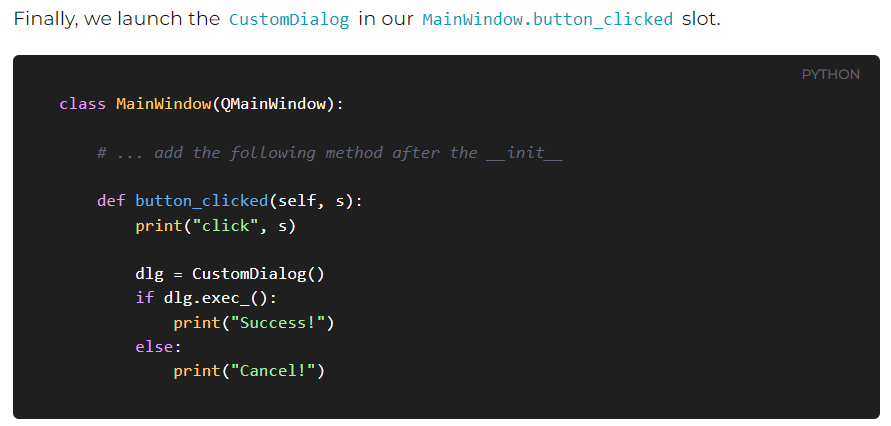 Finally, we launch the CustomDialog in our MainWindow.button_clicked slot.
PYTHON
class MainWindow(QMainWindow):
    # ... add the following method after the __init__
    def button_clicked(self, s):
        print("click", s)
        dlg = CustomDialog()
        if dlg.exec_():
            print("Success!")
        else:
            print("Cancel!")